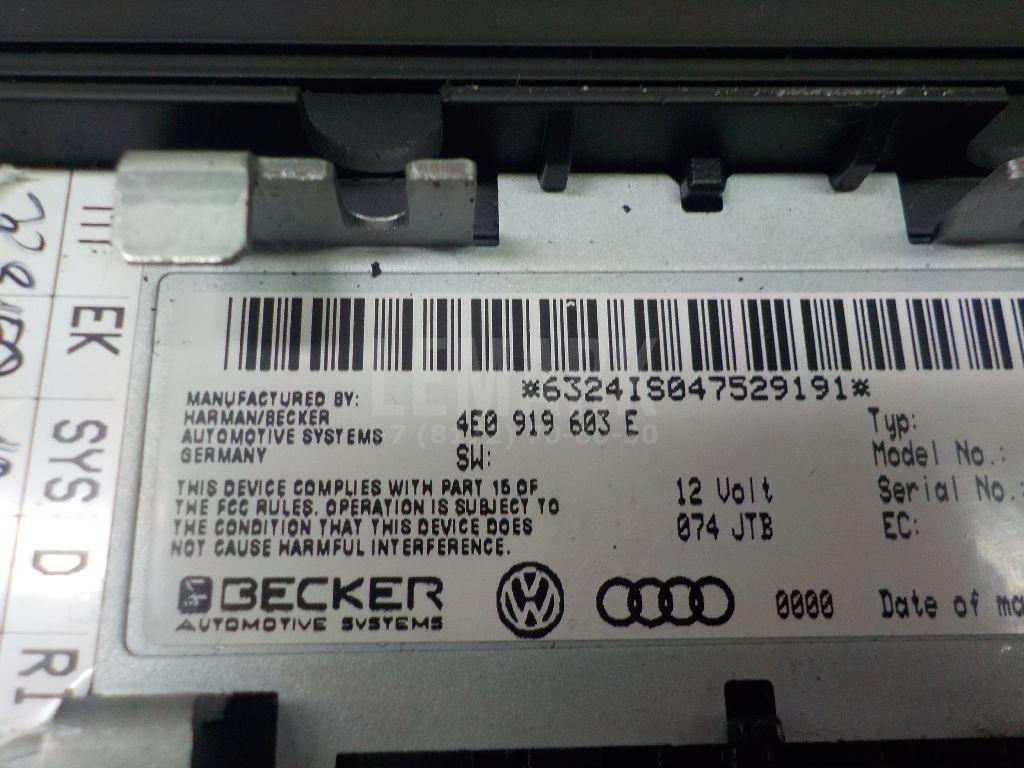 *6324IS047529191*
MANUFACTURED BY:
HARMAN/BECKER
AUTOMOTIVE SYSTEMS
GERMANY
4E0 919 603 E
SW:
Typ:
Model No.:
Serial No.:
EC:
THIS DEVICE COMPLIES WITH PART 15 OF
THE FCC RULES. OPERATION IS SUBJECT TO
THE CONDITION THAT THIS DEVICE DOES
NOT CAUSE HARMFUL INTERFERENCE.
12 Volt
074 JTB
BECKER
AUTOMOTIVE SYSTEMS
0000
Date of ma
EK
SYS
D
RI
LEMARK